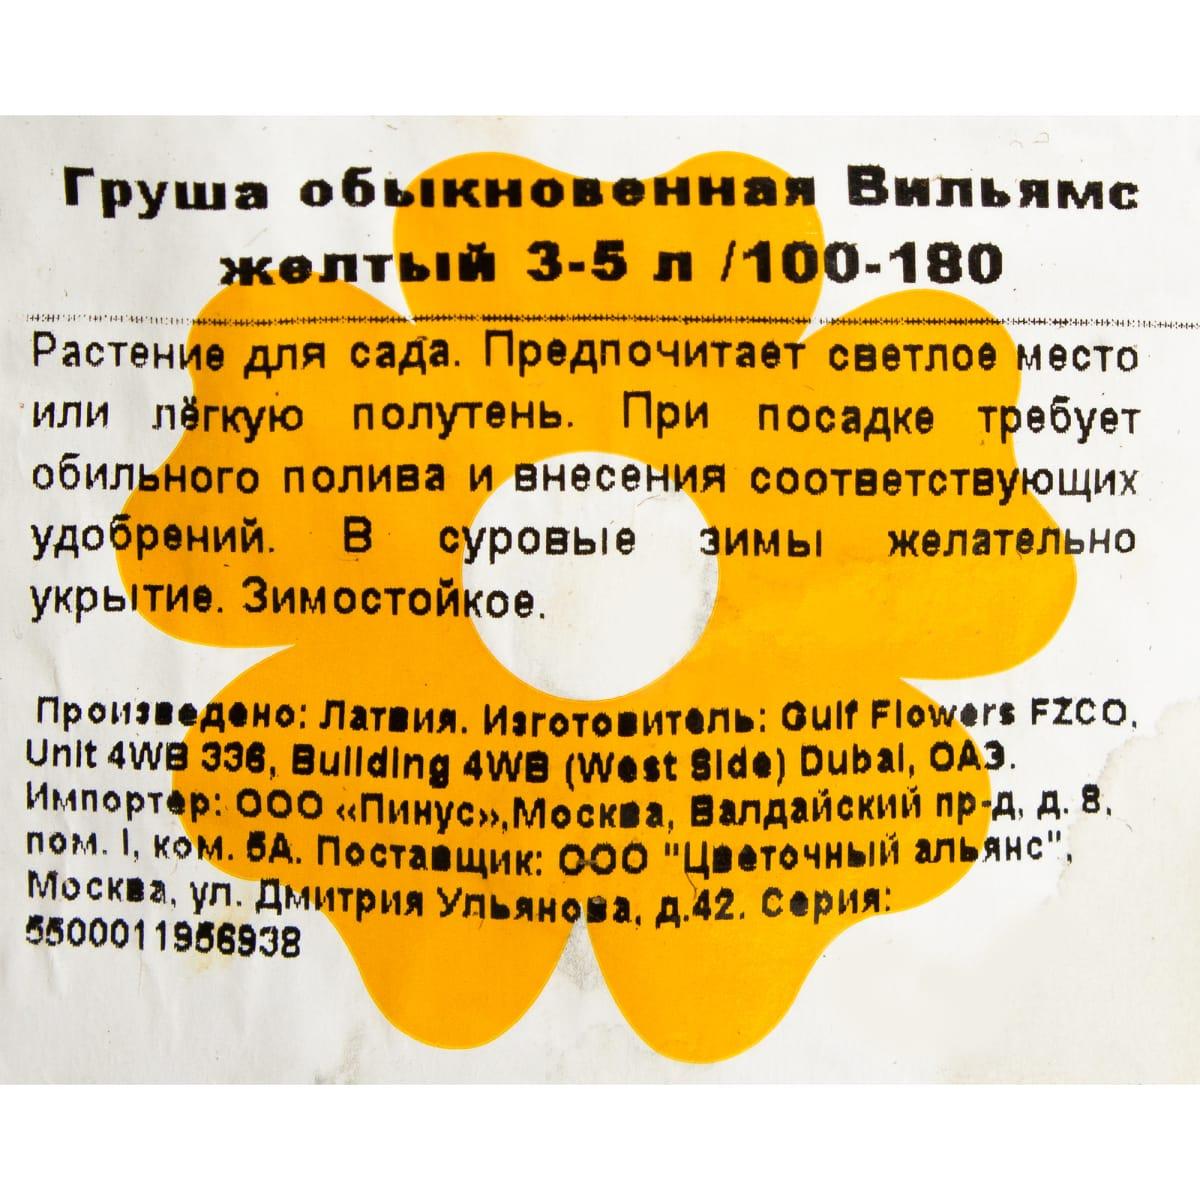 Груша обыкновенная Вильямс
желтый 3-5 л /100-180
Растение для сада. Предпочитает светлое место
или лёгкую полутень. При посадке требует
обильного полива и внесения соответствующих
удобрений. В суровые зимы желательно
укрытие. Зимостойкое.
Произведено: Латвия. Изготовитель: Gulf Flowers FZCO,
Unit 4WB 336, Building 4WB (West Side) Dubai, ОАЭ.
Импортер: ООО «Пинус»,Москва, Валдайский пр-д, д. 8,
пом. I, ком. 5А. Поставщик: ООО "Цветочный альянс",
Москва, ул. Дмитрия Ульянова, д.42. Серия:
5500011956938